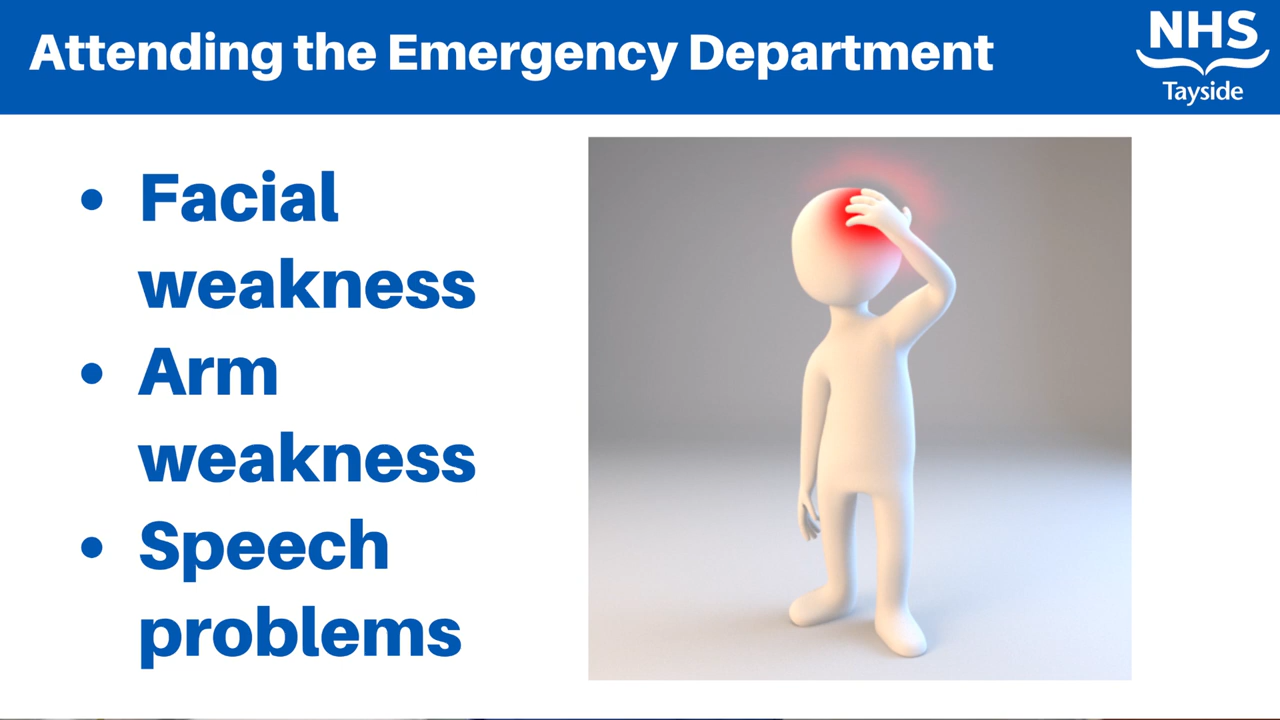 Attending the Emergency Department
NHS
Tayside
• Facial
weakness
• Arm
weakness
• Speech
problems